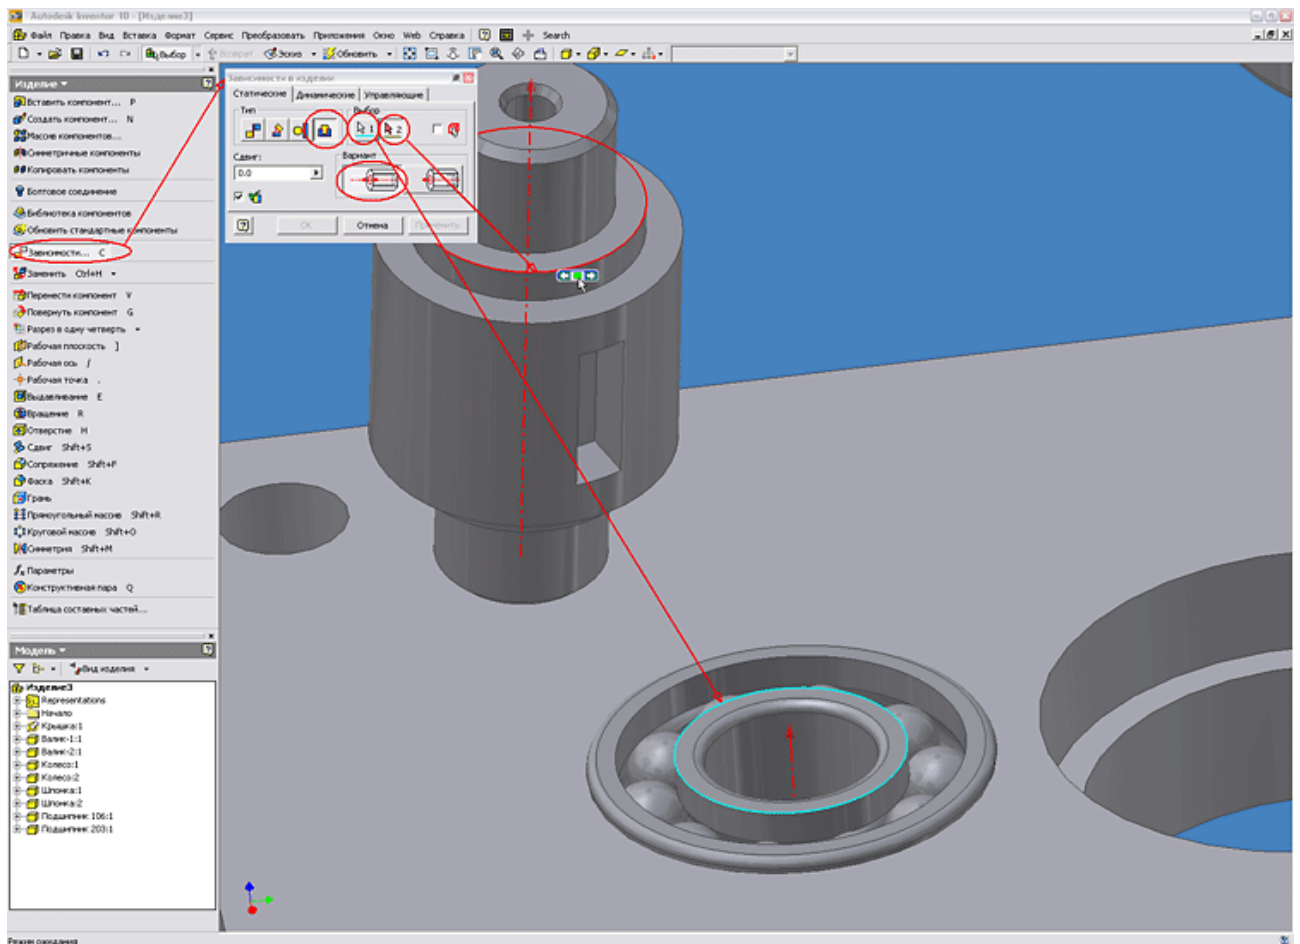 Autodesk Inventor 10 - [Изделие3]
Файл Правка Вид Вставка Формат Сервис Преобразовать Приложения Окно Web Справка Search
Выбор Возврат Эскиз Обновить
Изделие
Вставить компонент... P
Создать компонент... N
Массив компонентов...
Симметричные компоненты
Копировать компоненты
Болтовое соединение
Библиотека компонентов
Обновить стандартные компоненты
Зависимости... C
Заменить Ctrl+H
Перенести компонент V
Повернуть компонент G
Разрез в одну четверть
Рабочая плоскость ]
Рабочая ось /
Рабочая точка .
Выдавливание E
Вращение R
Отверстие H
Сдвиг Shift+S
Сопряжение Shift+F
Фаска Shift+K
Грань
Прямоугольный массив Shift+R
Круговой массив Shift+O
Симметрия Shift+M
Параметры
Конструктивная пара Q
Таблица составных частей...
Зависимости в изделии
Статические Динамические Управляющие
Тип Выбор
1 2
Сдвиг: Вариант
0.0
OK Отмена Применить
Модель
Вид изделия
Изделие3
Representations
Начало
Крышка:1
Валик-1:1
Валик-2:1
Колесо:1
Колесо:2
Шпонка:1
Шпонка:2
Подшипник 106:1
Подшипник 203:1
Режим ожидания